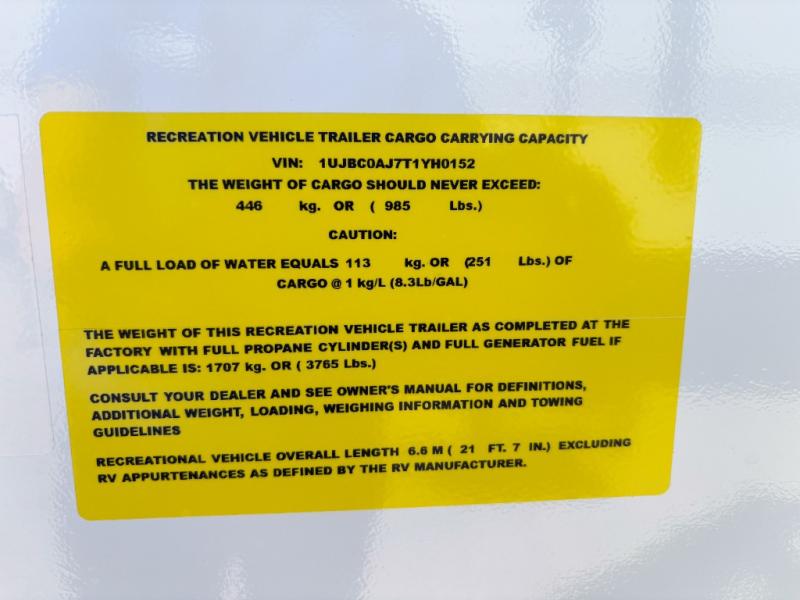 RECREATION VEHICLE TRAILER CARGO CARRYING CAPACITY
VIN: 1UJBC0AJ7T1YH0152
THE WEIGHT OF CARGO SHOULD NEVER EXCEED:
446 kg. OR ( 985 Lbs.)
CAUTION:
A FULL LOAD OF WATER EQUALS 113 kg. OR (251 Lbs.) OF
CARGO @ 1 kg/L (8.3Lb/GAL)
THE WEIGHT OF THIS RECREATION VEHICLE TRAILER AS COMPLETED AT THE
FACTORY WITH FULL PROPANE CYLINDER(S) AND FULL GENERATOR FUEL IF
APPLICABLE IS: 1707 kg. OR ( 3765 Lbs.)
CONSULT YOUR DEALER AND SEE OWNER'S MANUAL FOR DEFINITIONS,
ADDITIONAL WEIGHT, LOADING, WEIGHING INFORMATION AND TOWING
GUIDELINES
RECREATIONAL VEHICLE OVERALL LENGTH 6.6 M ( 21 FT. 7 IN.) EXCLUDING
RV APPURTENANCES AS DEFINED BY THE RV MANUFACTURER.